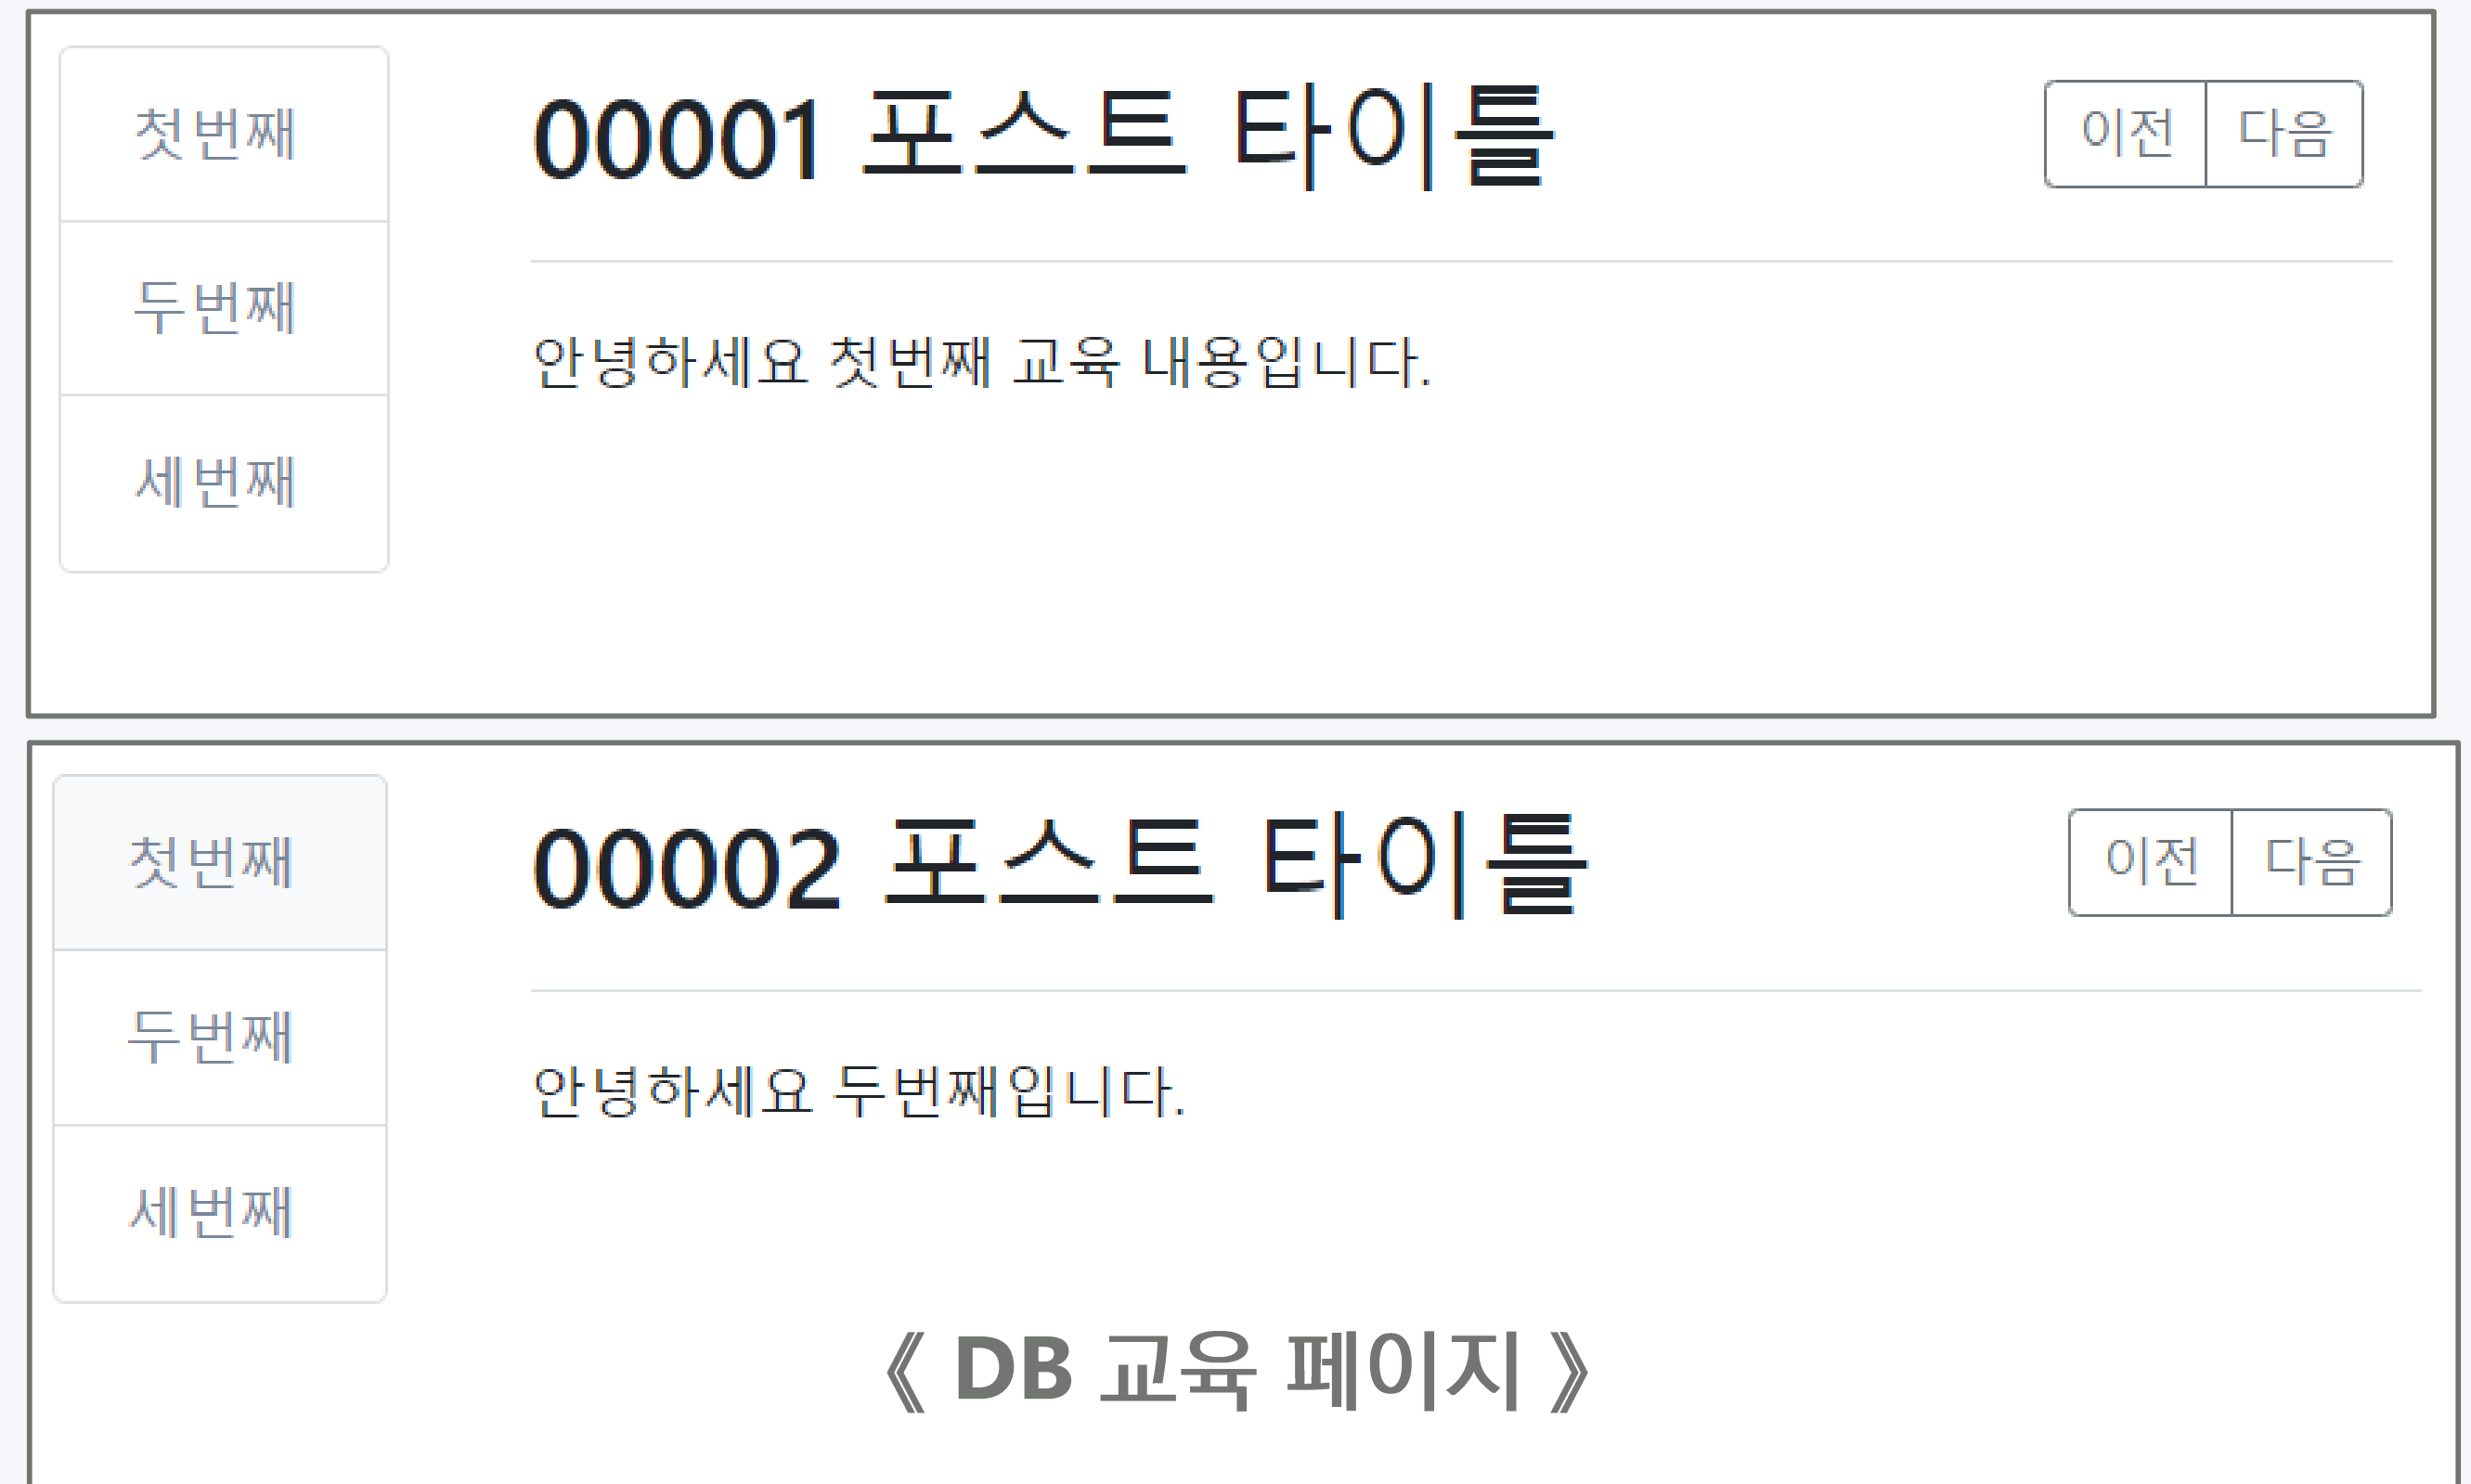 첫번째
두번째
세번째
00001 포스트 타이틀
이전 다음
안녕하세요 첫번째 교육 내용입니다.
첫번째
두번째
세번째
00002 포스트 타이틀
이전 다음
안녕하세요 두번째입니다.
《 DB 교육 페이지 》